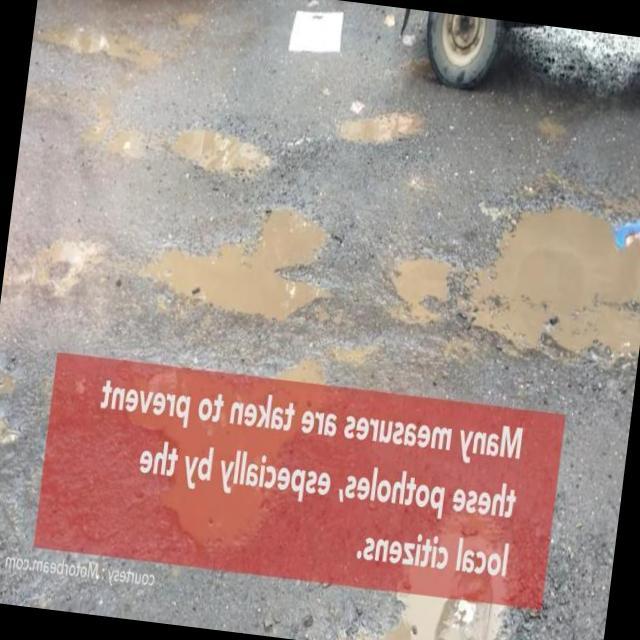 Many measures are taken to prevent
these potholes, especially by the
local citizens.
courtesy: Motorbeam.com